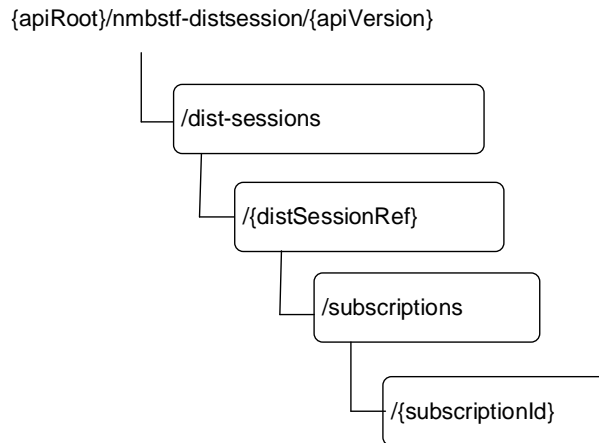 {apiRoot}/nmbstf-distsession/{apiVersion}
/dist-sessions
/{distSessionRef}
/subscriptions
/{subscriptionId}